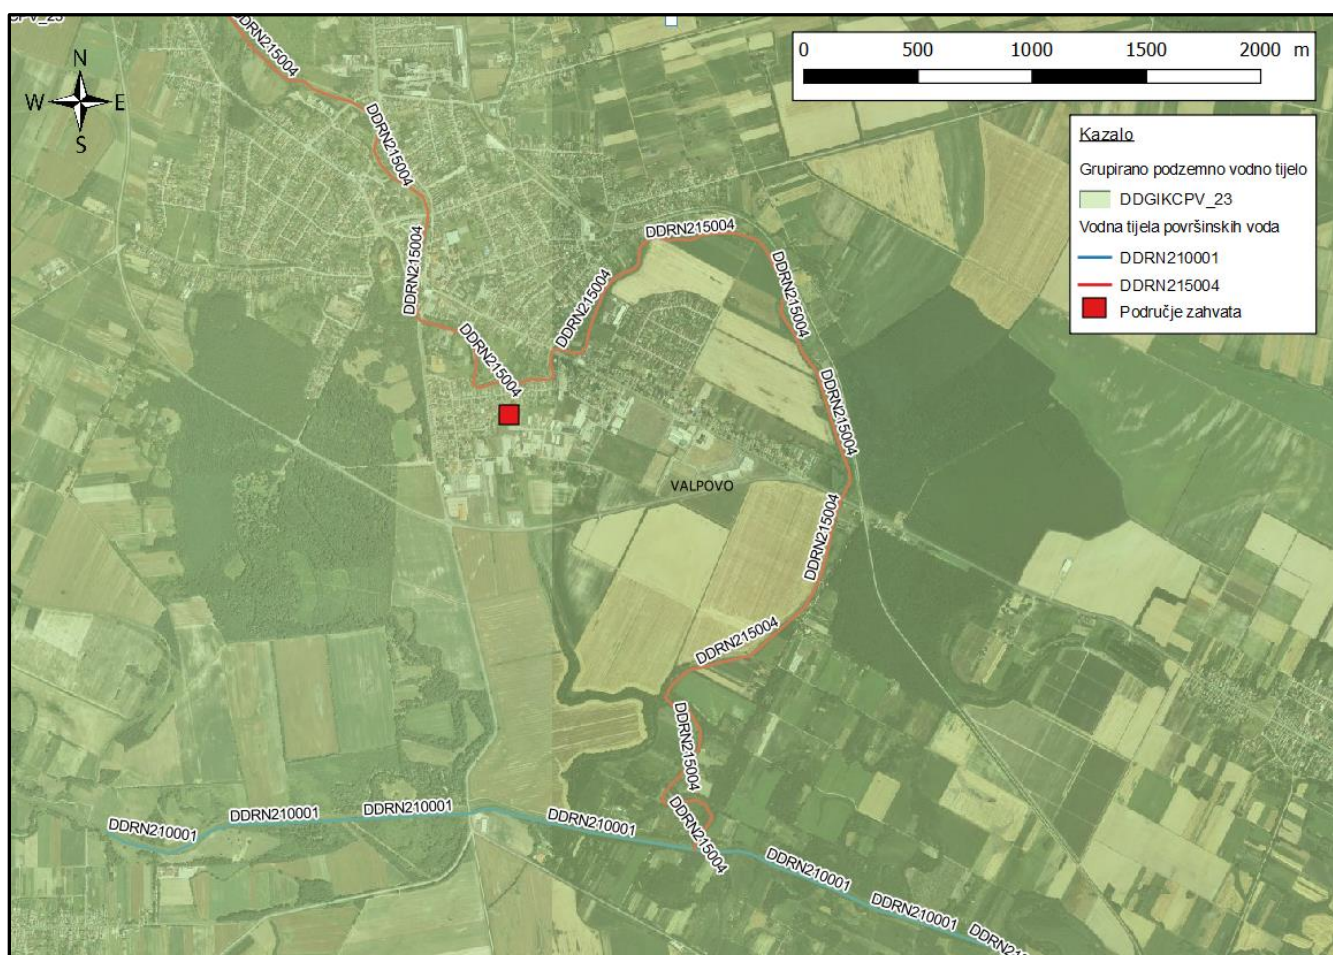 CPV_23
N
W E
S
0 500 1000 1500 2000 m
Kazalo
Grupirano podzemno vodno tijelo
DDGIKCPV_23
Vodna tijela površinskih voda
DDRN210001
DDRN215004
Područje zahvata
DDRN215004
DDRN215004
DDRN215004
DDRN215004
DDRN215004
DDRN215004
DDRN215004
DDRN215004
VALPOVO
DDRN215004
DDRN215004
DDRN215004
DDRN215004
DDRN210001
DDRN210001
DDRN210001
DDRN210001
DDRN210001
DDRN210001